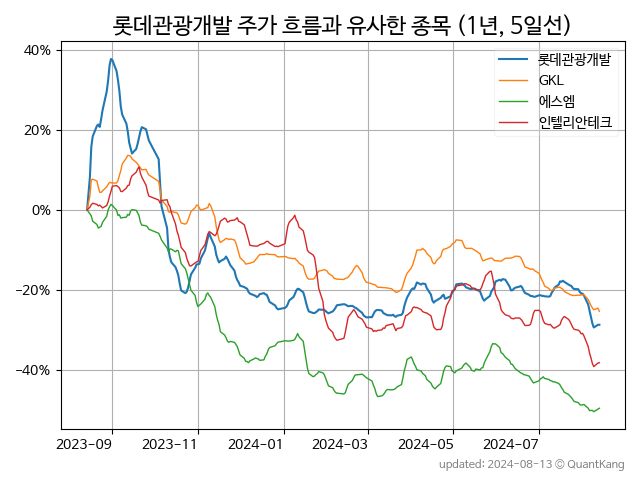 롯데관광개발 주가 흐름과 유사한 종목 (1년, 5일선)
40%
20%
0%
−20%
−40%
롯데관광개발
GKL
에스엠
인텔리안테크
2023-09
2023-11
2024-01
2024-03
2024-05
2024-07
updated: 2024-08-13 © QuantKang